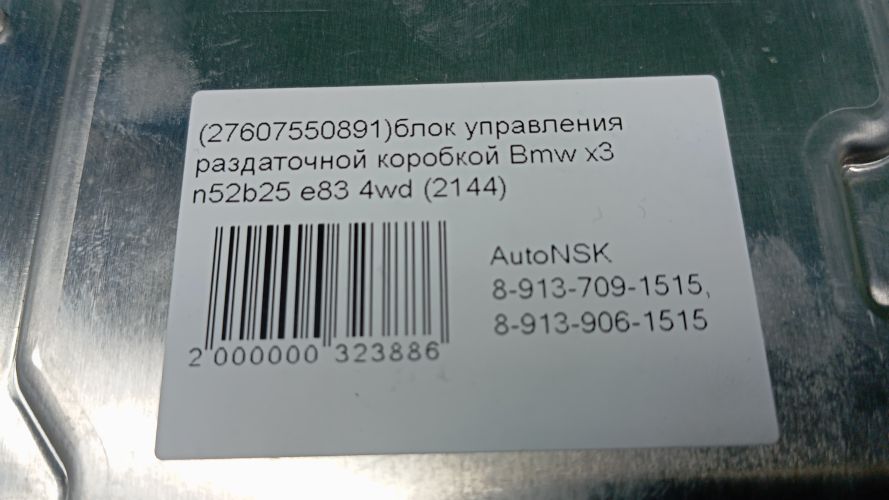 (27607550891)блок управления
раздаточной коробкой Bmw x3
n52b25 e83 4wd (2144)
AutoNSK
8-913-709-1515,
8-913-906-1515
2 000000 323886